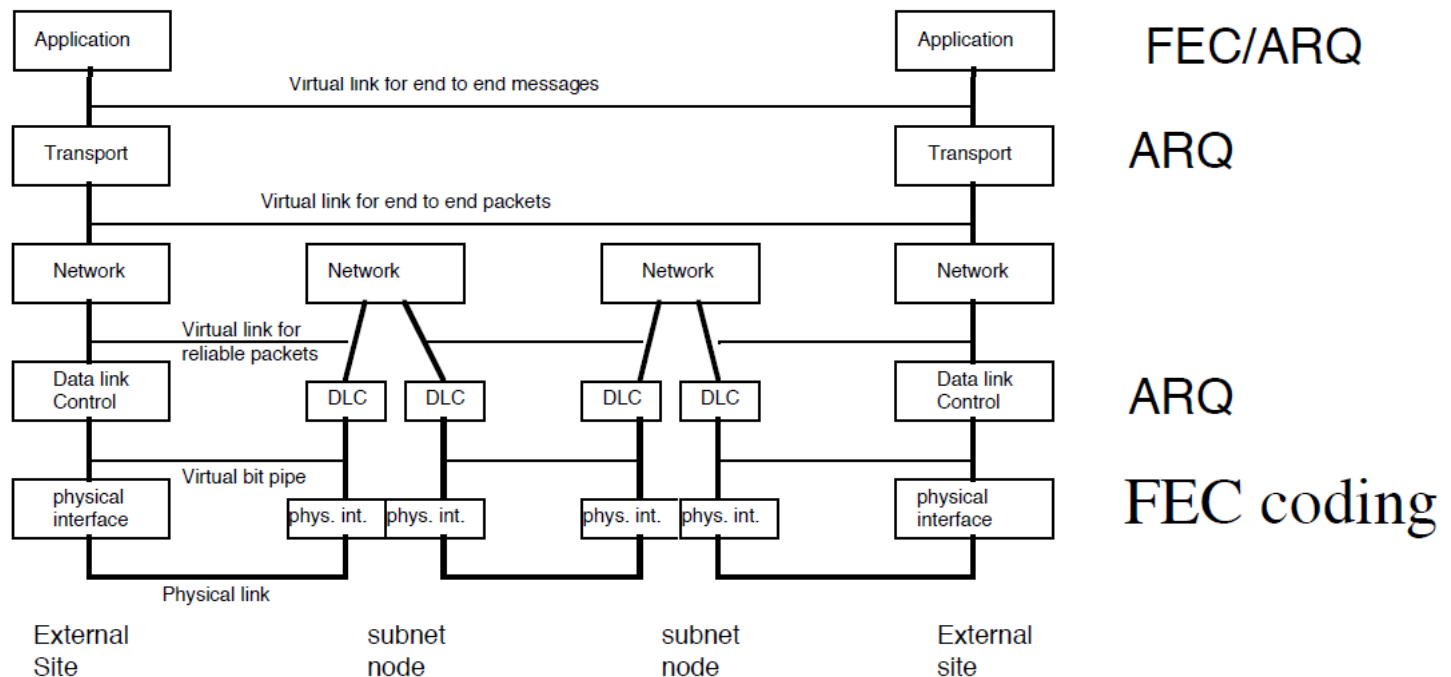 Application
Application
FEC/ARQ
Virtual link for end to end messages
Transport
Transport
ARQ
Virtual link for end to end packets
Network
Network
Network
Network
Virtual link for
reliable packets
Data link
Control
DLC
DLC
DLC
DLC
Data link
Control
ARQ
Virtual bit pipe
physical
interface
phys. int.
phys. int.
phys. int.
phys. int.
physical
interface
FEC coding
Physical link
External
Site
subnet
node
subnet
node
External
site